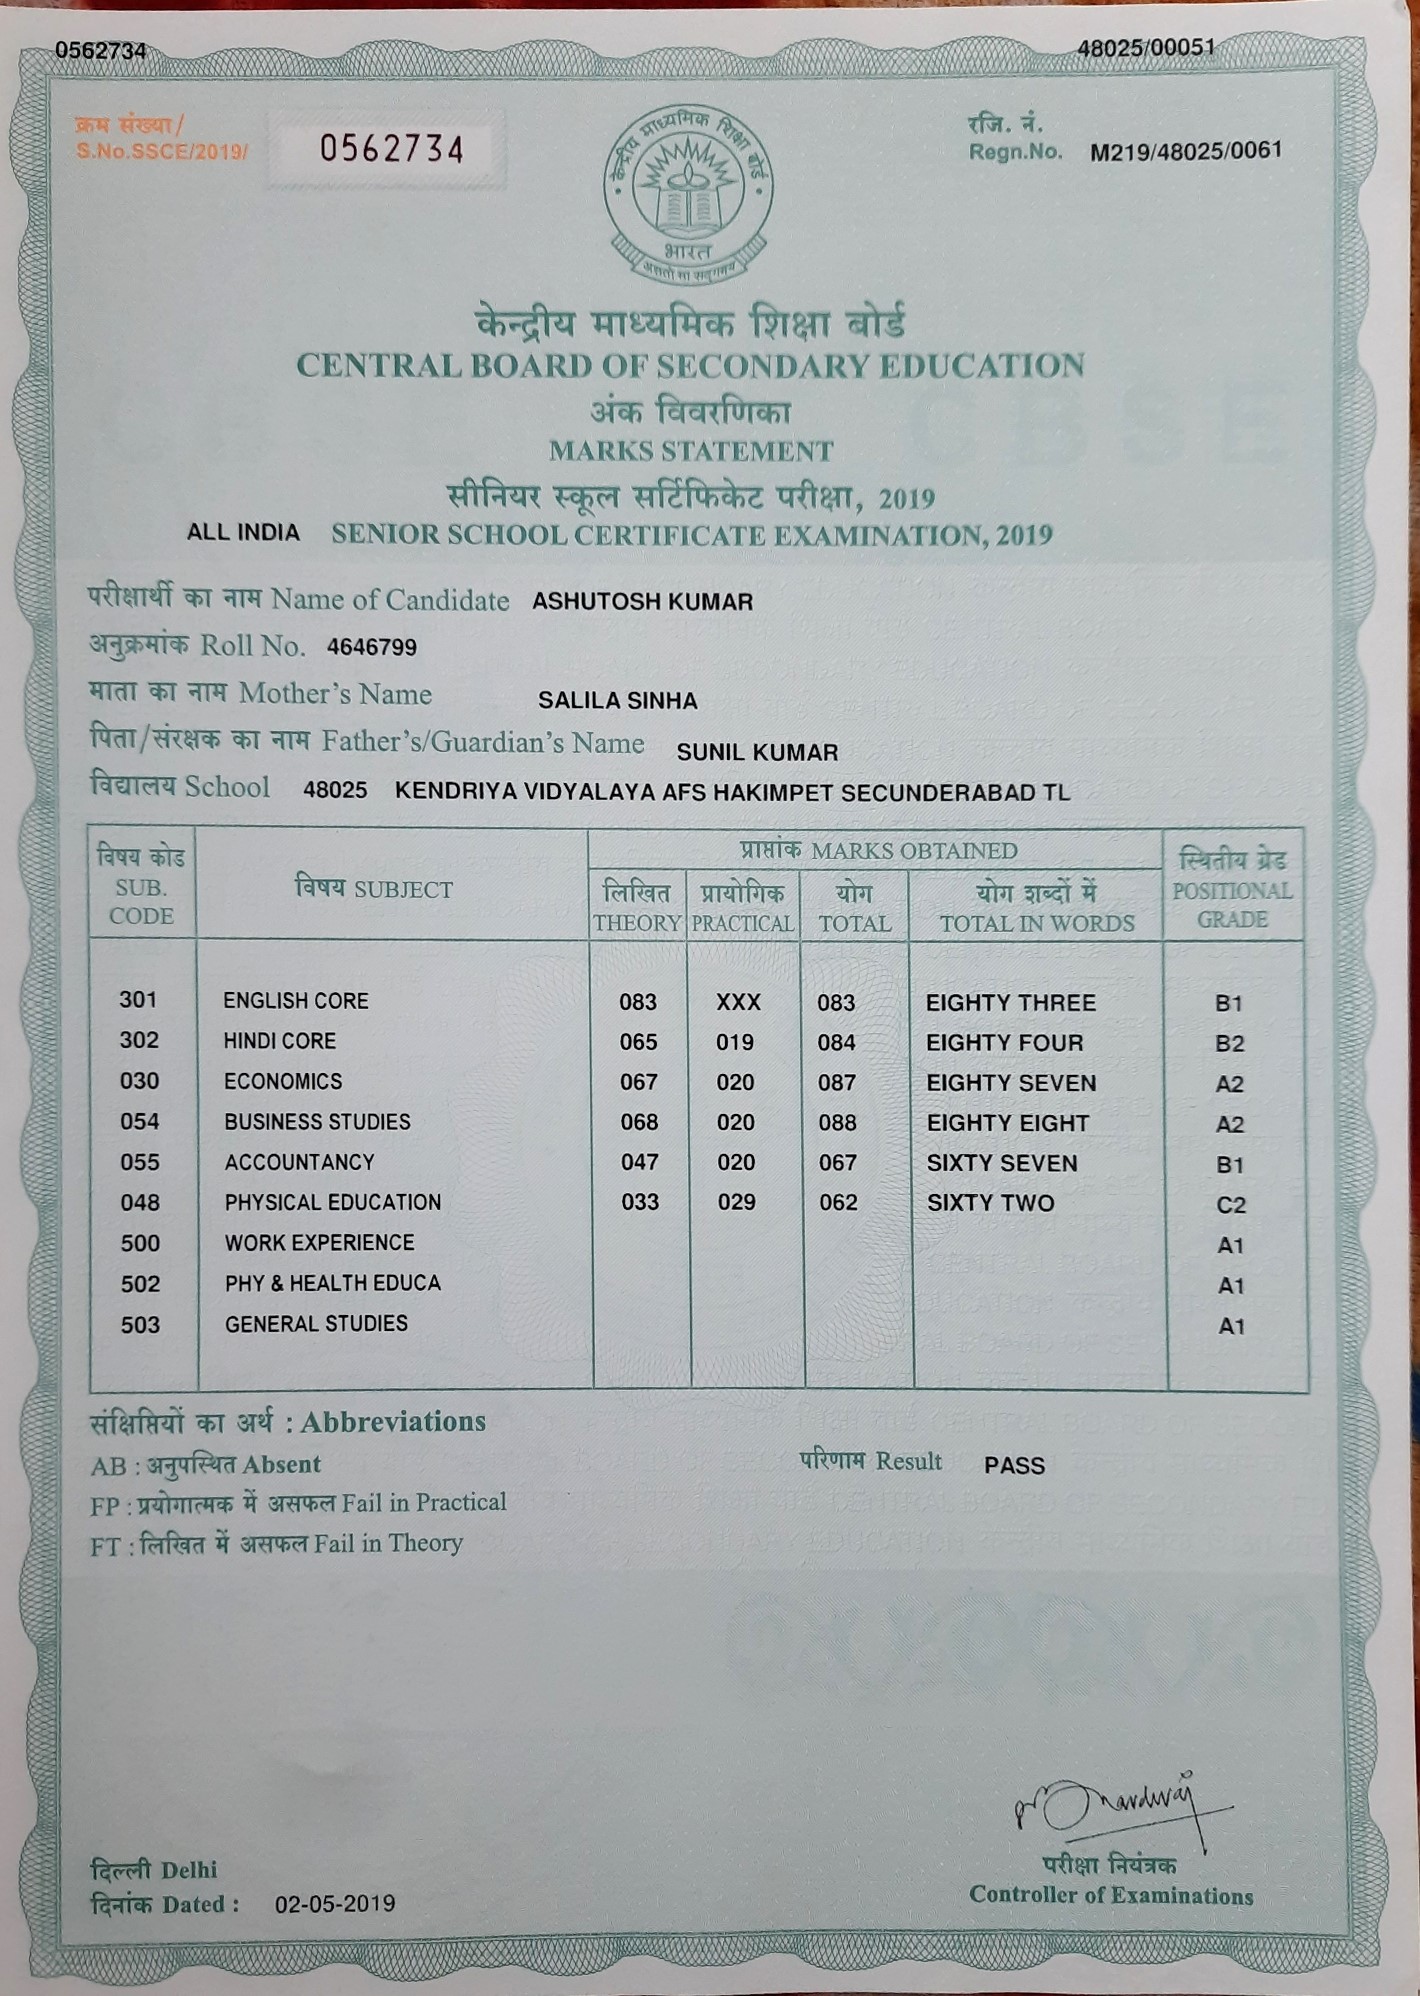 0562734
48025/00051
क्रम संख्या/
S.No.SSCE/2019/ 0562734
रजि. नं.
Regn.No. M219/48025/0061
केन्द्रीय माध्यमिक शिक्षा बोर्ड
भारत
असतो मा सद्गमय
केन्द्रीय माध्यमिक शिक्षा बोर्ड
CENTRAL BOARD OF SECONDARY EDUCATION
CBSE
अंक विवरणिका
MARKS STATEMENT
सीनियर स्कूल सर्टिफिकेट परीक्षा, 2019
ALL INDIA SENIOR SCHOOL CERTIFICATE EXAMINATION, 2019
परीक्षार्थी का नाम Name of Candidate ASHUTOSH KUMAR
अनुक्रमांक Roll No. 4646799
माता का नाम Mother's Name SALILA SINHA
पिता/संरक्षक का नाम Father's/Guardian's Name SUNIL KUMAR
विद्यालय School 48025 KENDRIYA VIDYALAYA AFS HAKIMPET SECUNDERABAD TL
विषय कोड SUB. CODE
विषय SUBJECT
प्राप्तांक MARKS OBTAINED
लिखित THEORY
प्रायोगिक PRACTICAL
योग TOTAL
योग शब्दों में TOTAL IN WORDS
स्थितीय ग्रेड POSITIONAL GRADE
301 ENGLISH CORE 083 XXX 083 EIGHTY THREE B1
302 HINDI CORE 065 019 084 EIGHTY FOUR B2
030 ECONOMICS 067 020 087 EIGHTY SEVEN A2
054 BUSINESS STUDIES 068 020 088 EIGHTY EIGHT A2
055 ACCOUNTANCY 047 020 067 SIXTY SEVEN B1
048 PHYSICAL EDUCATION 033 029 062 SIXTY TWO C2
500 WORK EXPERIENCE A1
502 PHY & HEALTH EDUCA A1
503 GENERAL STUDIES A1
संक्षिप्तियों का अर्थ : Abbreviations
AB : अनुपस्थित Absent
परिणाम Result PASS
FP : प्रयोगात्मक में असफल Fail in Practical
FT : लिखित में असफल Fail in Theory
दिल्ली Delhi
दिनांक Dated : 02-05-2019
परीक्षा नियंत्रक
Controller of Examinations